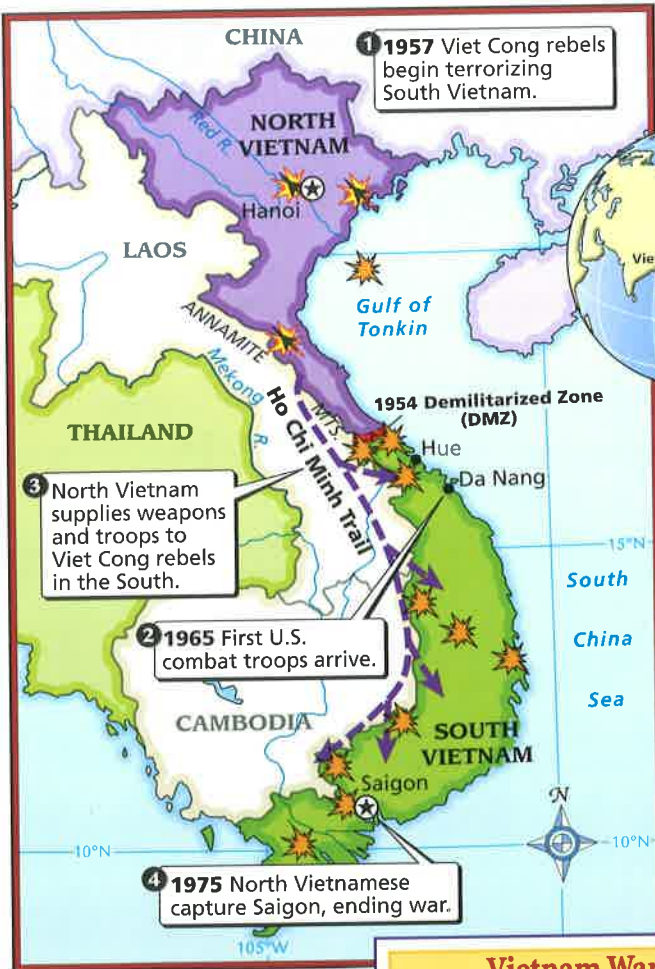 CHINA
1 1957 Viet Cong rebels
begin terrorizing
South Vietnam.
Red R.
NORTH
VIETNAM
Hanoi
LAOS
Vie
Gulf of
Tonkin
ANNAMITE
MTS.
Mekong
R.
Ho Chi Minh Trail
1954 Demilitarized Zone
(DMZ)
THAILAND
Hue
Da Nang
3 North Vietnam
supplies weapons
and troops to
Viet Cong rebels
in the South.
15°N
South
China
Sea
2 1965 First U.S.
combat troops arrive.
CAMBODIA
SOUTH
VIETNAM
Saigon
N
10°N
10°N
4 1975 North Vietnamese
capture Saigon, ending war.
105°W
Vietnam War